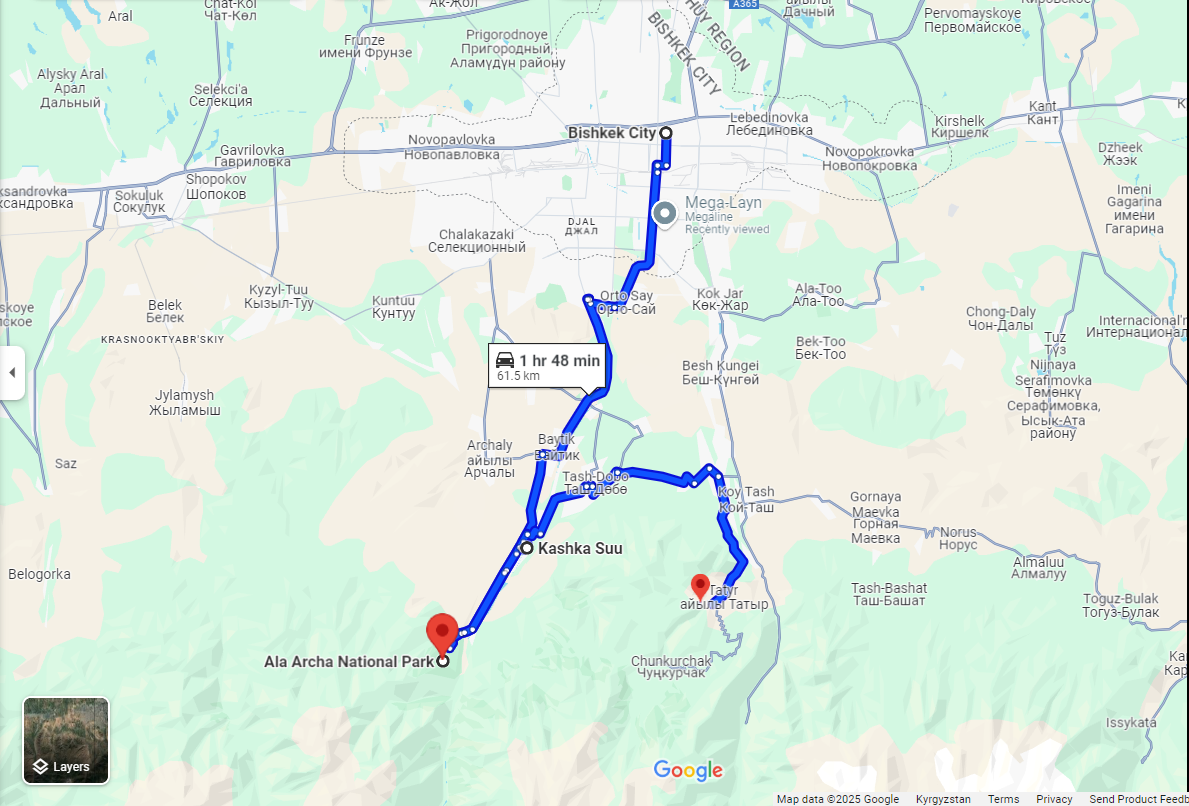 Aral
Chat-Kol
Чат-Көл
Ак-Жол
A365
айылы
Дачный
Кировское
Pervomayskoye
Первомайское
Frunze
имени Фрунзе
Prigorodnoye
Пригородный,
Аламүдүн району
BISHKEK CITY
HUY REGION
Alysky Aral
Арал
Дальный
Selekci'a
Селекция
Kant
Кант
Bishkek City
Lebedinovka
Лебединовка
Kirshelk
Киршелк
Novopavlovka
Новопавловка
Gavrilovka
Гавриловка
Novopokrovka
Новопокровка
Dzheek
Жээк
Shopokov
Шопоков
ksandrovka
ксандровка
Sokuluk
Сокулук
Imeni
Gagarina
имени
Гагарина
Mega-Layn
Megaline
Recently viewed
DJAL
ДЖАЛ
Chalakazaki
Селекционный
Kyzyl-Tuu
Кызыл-Туу
Kuntuu
Кунтуу
Orto Say
Орто-Сай
Kok Jar
Көк-Жар
Ala-Too
Ала-Тоо
skoye
ское
Belek
Белек
KRASNOOKTYABR'SKIY
Chong-Daly
Чон-Далы
Internacional'n
Интернационал
Tuz
Түз
Bek-Too
Бек-Тоо
1 hr 48 min
61.5 km
Besh Kungei
Беш-Күнгөй
Nijnaya
Serafimovka
Төмөнкү
Серафимовка,
Ысык-Ата
району
Jylamysh
Жыламыш
Archaly
айылы
Арчалы
Baytik
Байтик
Saz
Tash-Dobo
Таш-Дөбө
Koy Tash
Кой-Таш
Gornaya
Maevka
Горная
Маевка
Norus
Норус
Kashka Suu
Belogorka
Almaluu
Алмалуу
Tatyr
айылы Татыр
Tash-Bashat
Таш-Башат
Toguz-Bulak
Тогуз-Булак
Ala Archa National Park
Chunkurchak
Чуңкурчак
Ka
Кар
Issykata
Layers
Google
Map data ©2025 Google
Kyrgyzstan
Terms
Privacy
Send Product Feedb